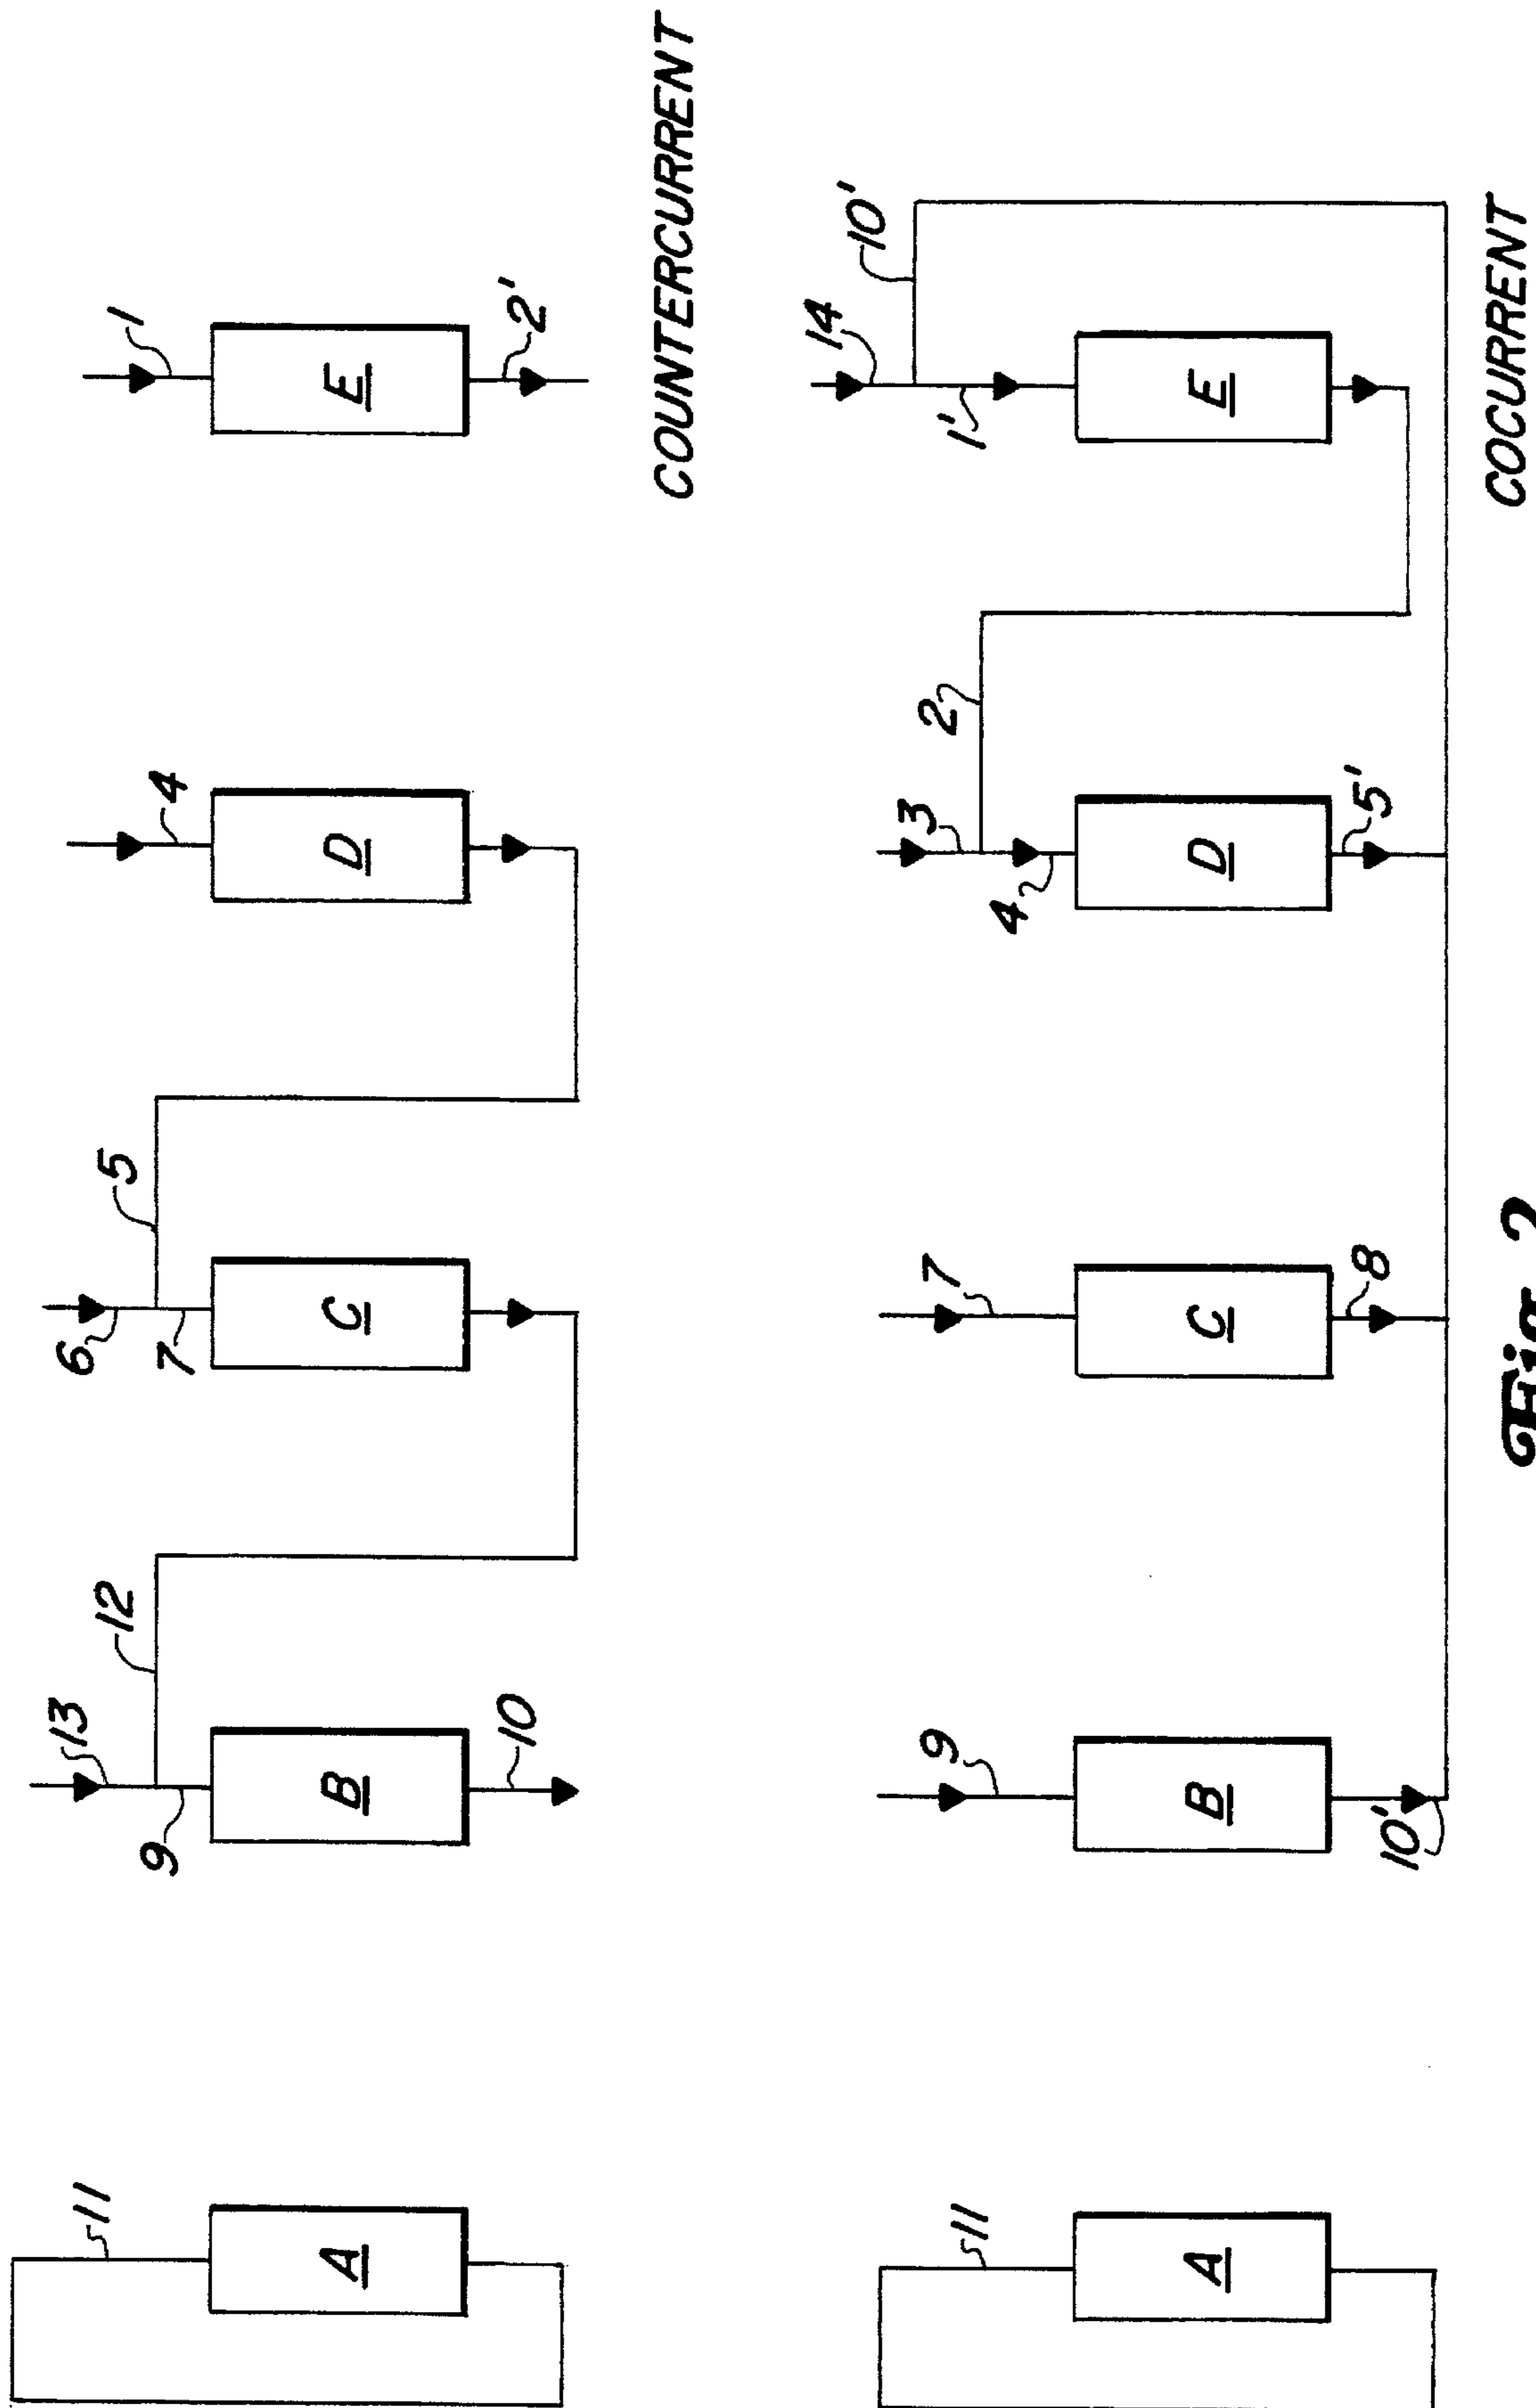 13 6
11 12 5 1
9 7 4
A B C D E
10 2'
COUNTERCURRENT
14
10'
3
11 9 7 2 1'
4
A B C D E
10' 8 5'
COCURRENT
Fig. 2